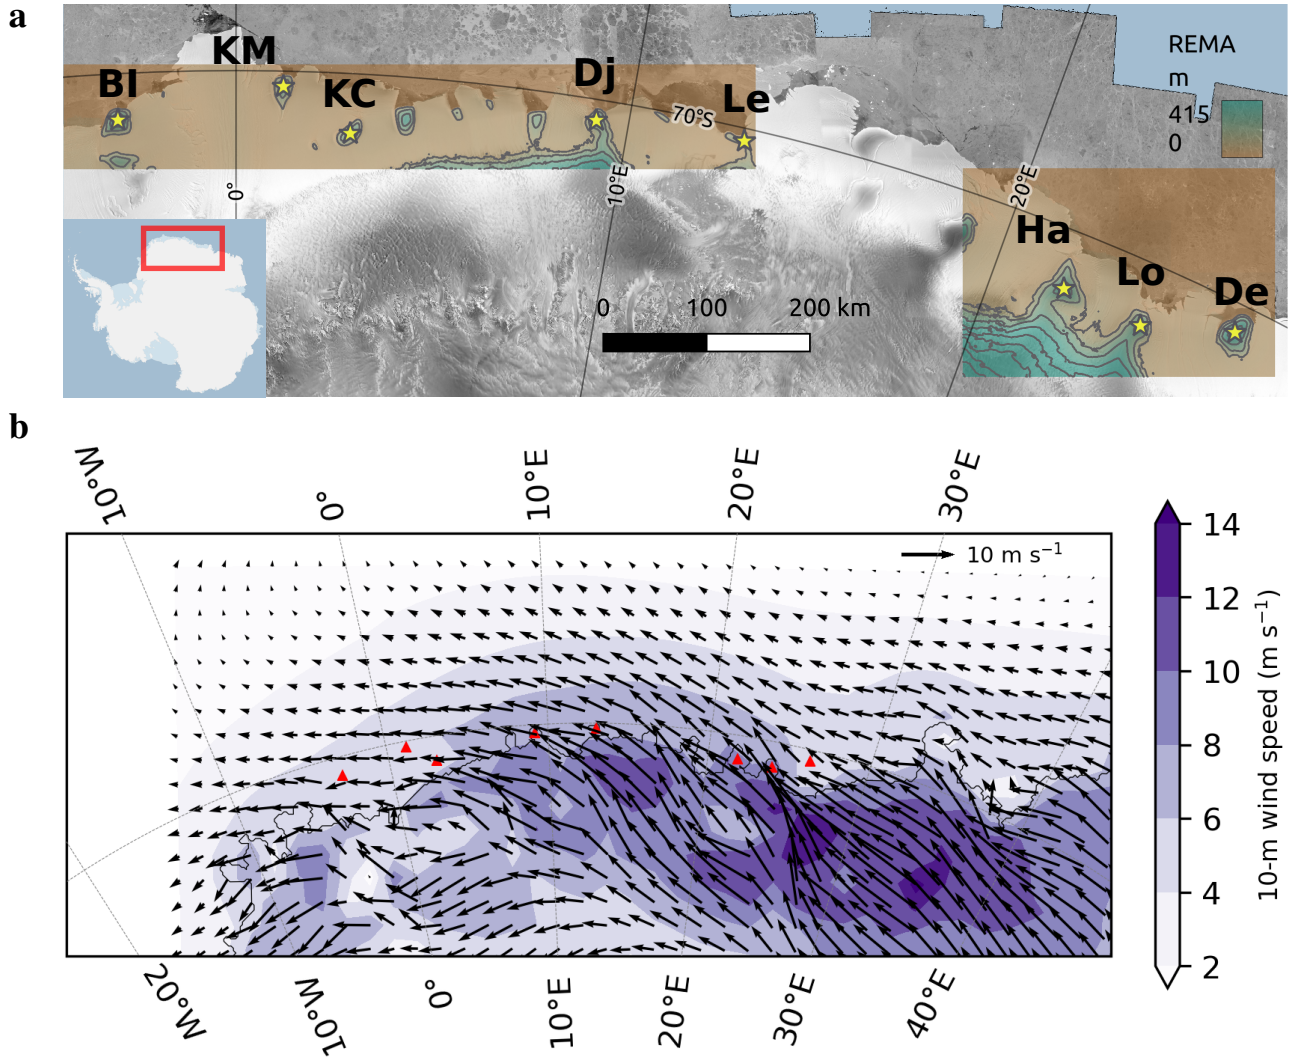 a
KM
BI
KC
Dj
Le
70°S
0°
10°E
20°E
REMA
m
415
0
Ha
Lo
De
0 100 200 km
b
10°W 0° 10°E 20°E 30°E
10 m s⁻¹
14
12
10
8
6
4
2
10-m wind speed (m s⁻¹)
20°W 10°W 0° 10°E 20°E 30°E 40°E